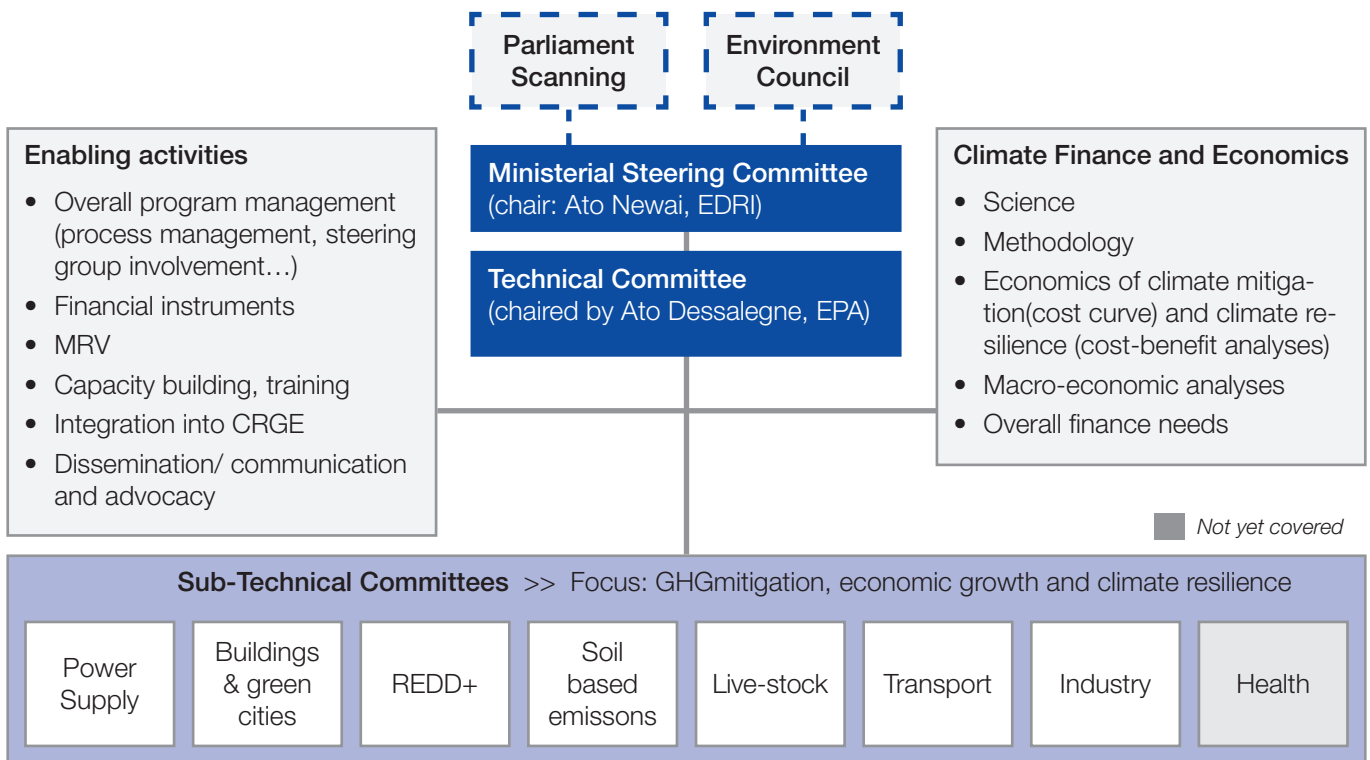 Parliament
Scanning
Environment
Council
Enabling activities
• Overall program management
(process management, steering
group involvement…)
• Financial instruments
• MRV
• Capacity building, training
• Integration into CRGE
• Dissemination/ communication
and advocacy
Ministerial Steering Committee
(chair: Ato Newai, EDRI)
Technical Committee
(chaired by Ato Dessalegne, EPA)
Climate Finance and Economics
• Science
• Methodology
• Economics of climate mitiga-
tion(cost curve) and climate re-
silience (cost-benefit analyses)
• Macro-economic analyses
• Overall finance needs
Not yet covered
Sub-Technical Committees >> Focus: GHGmitigation, economic growth and climate resilience
Power
Supply
Buildings
& green
cities
REDD+
Soil
based
emissons
Live-stock
Transport
Industry
Health